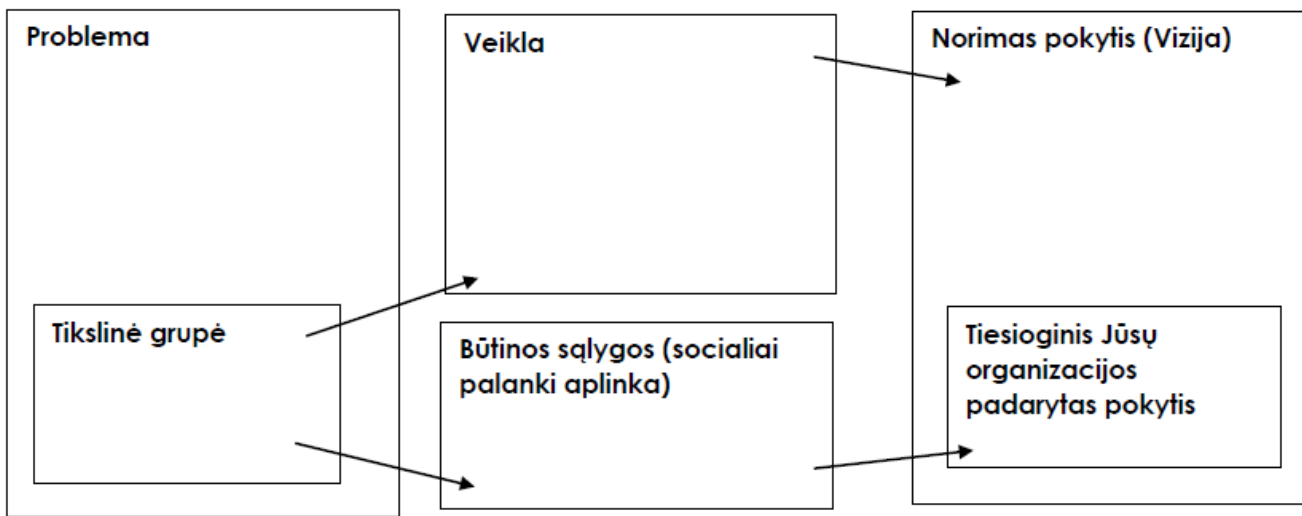 Problema
Tikslinė grupė
Veikla
Būtinos sąlygos (socialiai
palanki aplinka)
Norimas pokytis (Vizija)
Tiesioginis Jūsų
organizacijos
padarytas pokytis